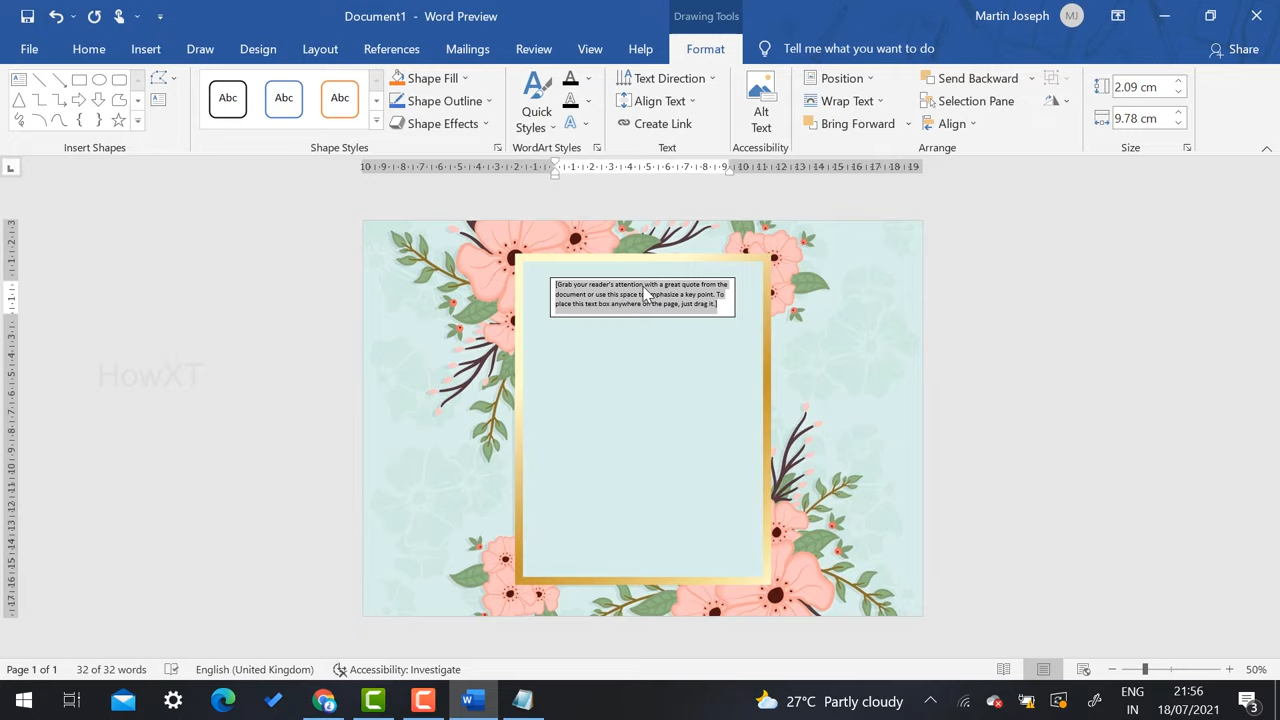 Document1 - Word Preview
Drawing Tools
Martin Joseph
MJ
File
Home
Insert
Draw
Design
Layout
References
Mailings
Review
View
Help
Format
Tell me what you want to do
Share
Abc
Abc
Abc
Shape Fill
Shape Outline
Shape Effects
Quick
Styles
Text Direction
Align Text
Create Link
Alt
Text
Position
Wrap Text
Bring Forward
Send Backward
Selection Pane
Align
2.09 cm
9.78 cm
Insert Shapes
Shape Styles
WordArt Styles
Text
Accessibility
Arrange
Size
[Grab your reader's attention with a great quote from the
document or use this space to emphasize a key point. To
place this text box anywhere on the page, just drag it.]
HowXT
Page 1 of 1
32 of 32 words
English (United Kingdom)
Accessibility: Investigate
50%
27°C Partly cloudy
ENG
IN
21:56
18/07/2021
3